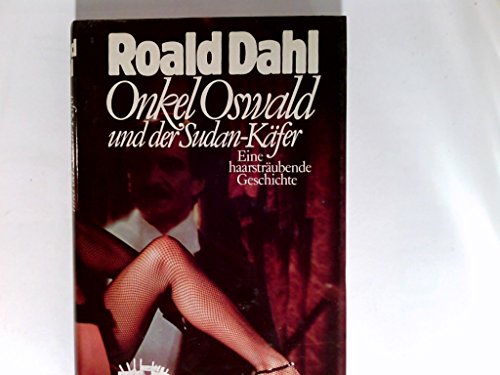 Roald Dahl
Onkel Oswald
und der Sudan-Käfer
Eine
haarsträubende
Geschichte